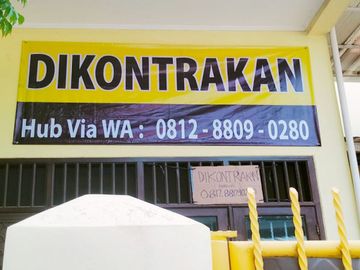 DIKONTRAKAN
Hub Via WA : 0812 - 8809 - 0280
DIKONTRAKAN